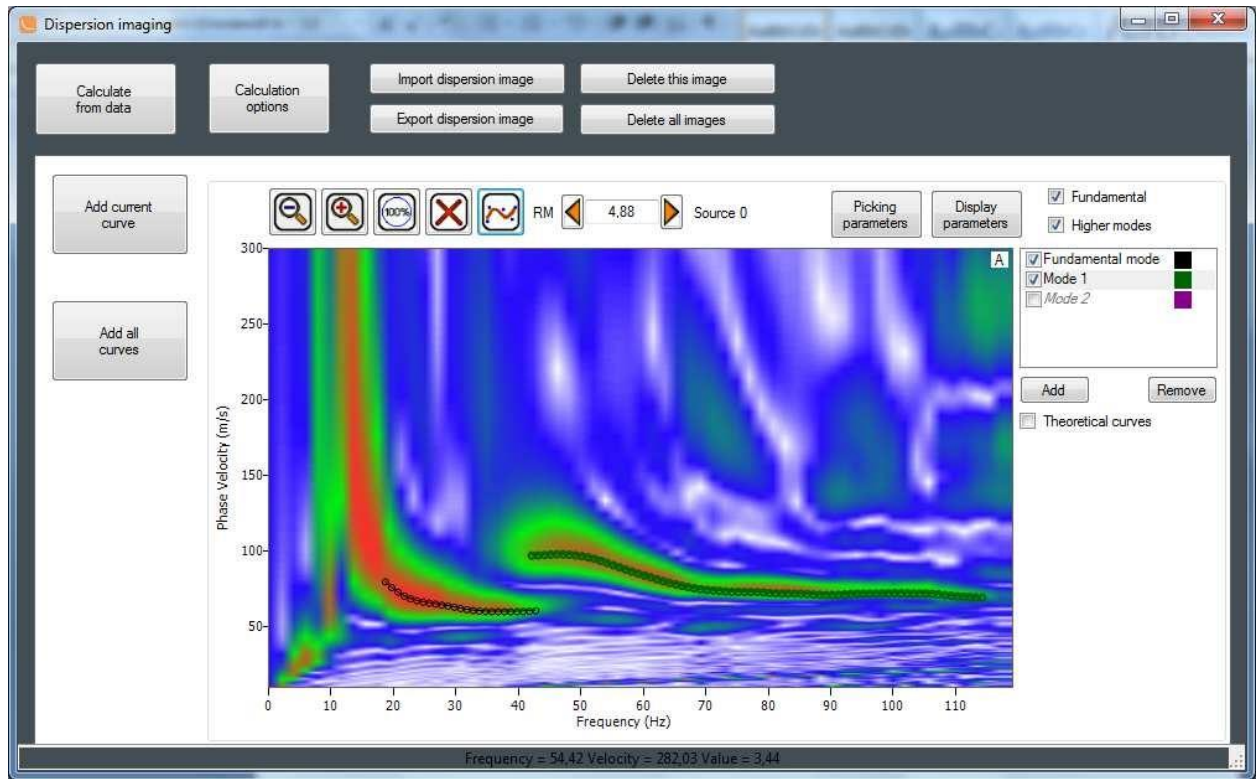 Dispersion imaging
Calculate
from data
Calculation
options
Import dispersion image
Export dispersion image
Delete this image
Delete all images
Add current
curve
Add all
curves
100%
RM
4,88
Source 0
Picking
parameters
Display
parameters
Fundamental
Higher modes
A
Fundamental mode
Mode 1
Mode 2
Add
Remove
Theoretical curves
Phase Velocity (m/s)
300
250
200
150
100
50
0 10 20 30 40 50 60 70 80 90 100 110
Frequency (Hz)
Frequency = 54,42 Velocity = 282,03 Value = 3,44